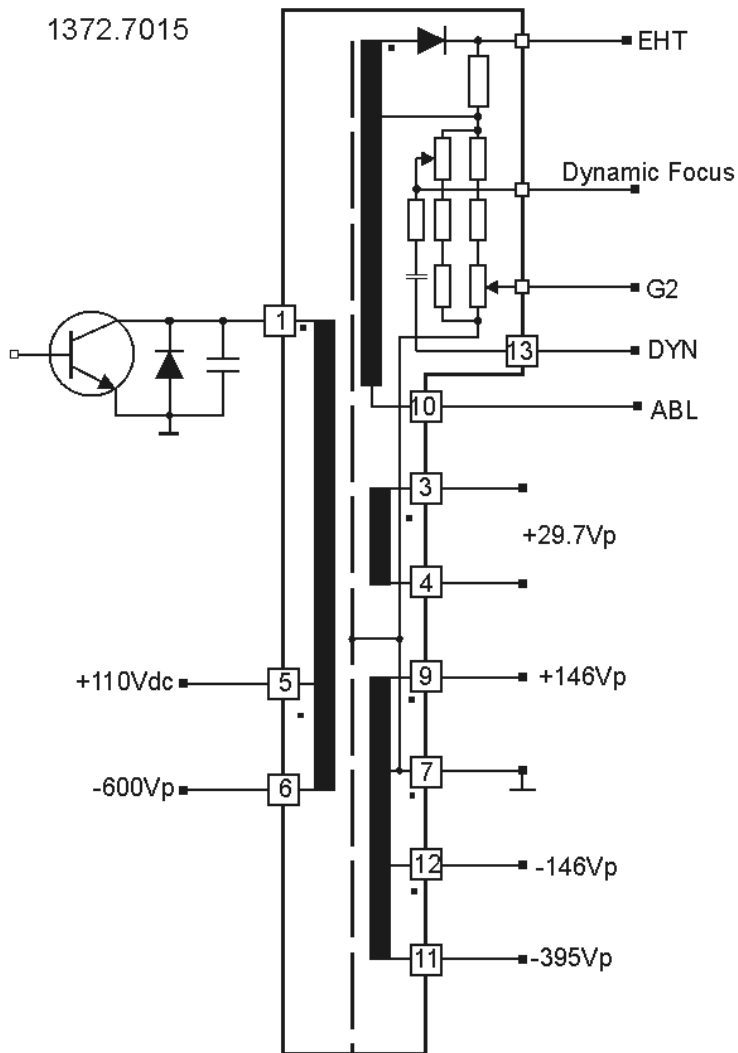 1372.7015
EHT
Dynamic Focus
G2
1
13
DYN
10
ABL
3
+29.7Vp
4
+110Vdc
5
9
+146Vp
7
-600Vp
6
12
-146Vp
11
-395Vp